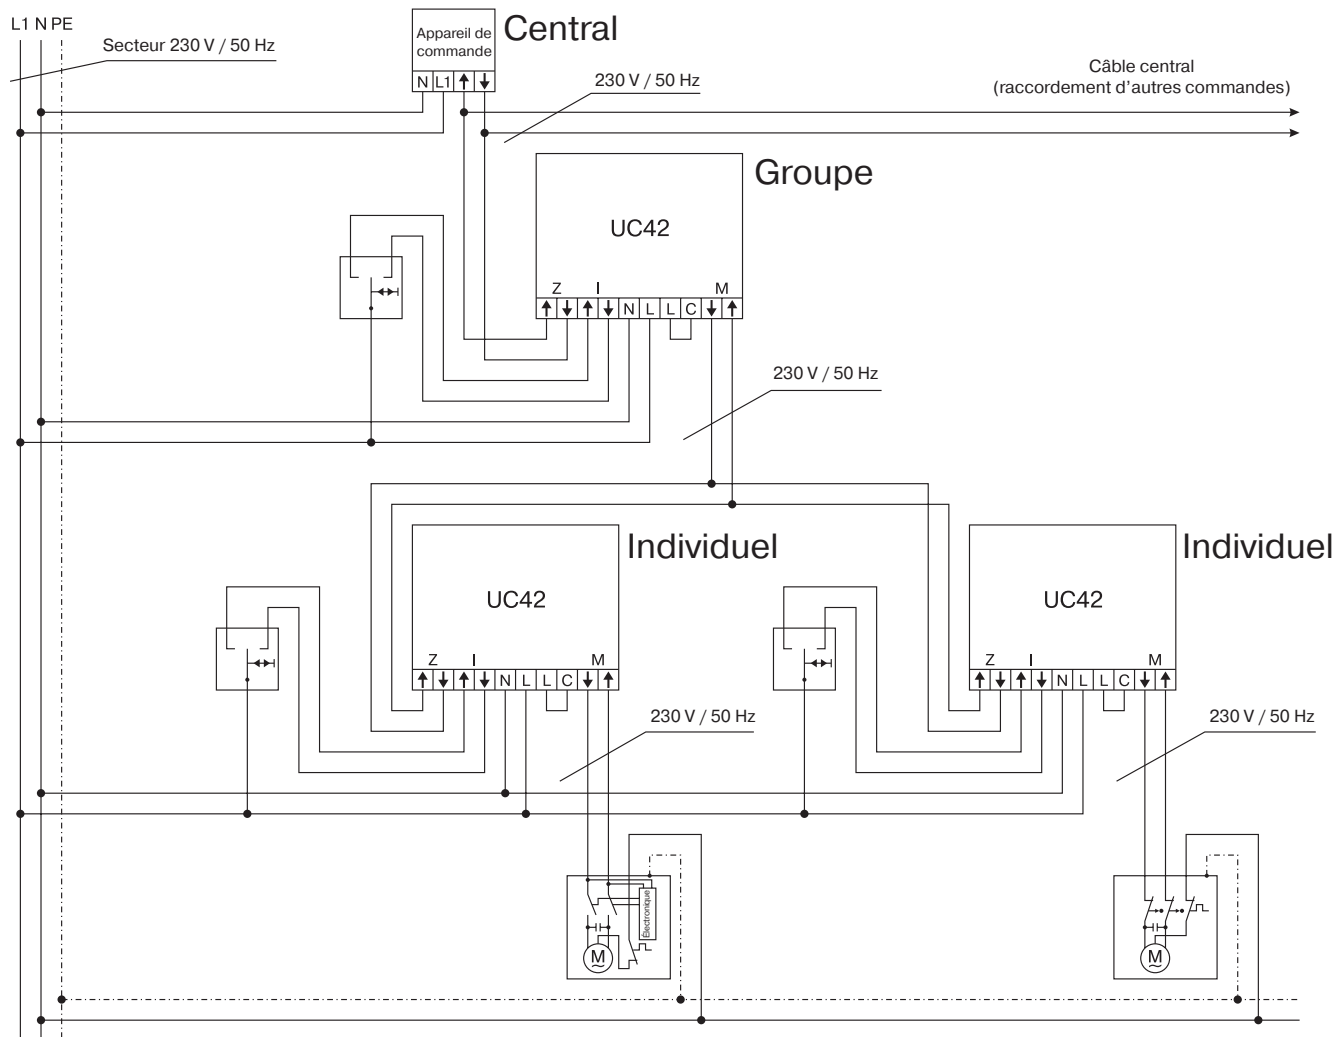 L1 N PE
Secteur 230 V / 50 Hz
Appareil de
commande
Central
N L1
230 V / 50 Hz
Câble central
(raccordement d'autres commandes)
Groupe
UC42
Z I M
N L L C
230 V / 50 Hz
Individuel
UC42
Z I M
N L L C
230 V / 50 Hz
Individuel
UC42
Z I M
N L L C
230 V / 50 Hz
Électronique
M
M